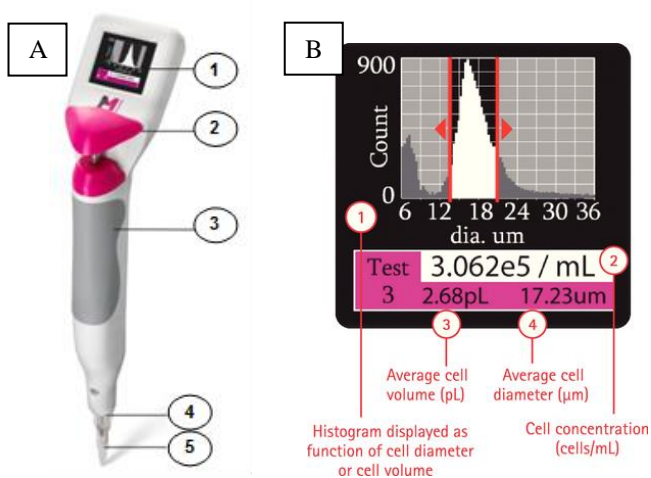 A
1
2
3
4
5
B
900
Count
0
6 12 18 24 30 36
dia. um
1
Test 3.062e5 / mL
2
3 2.68pL 17.23um
3
4
Average cell
volume (pL)
Average cell
diameter (µm)
Histogram displayed as
function of cell diameter
or cell volume
Cell concentration
(cells/mL)